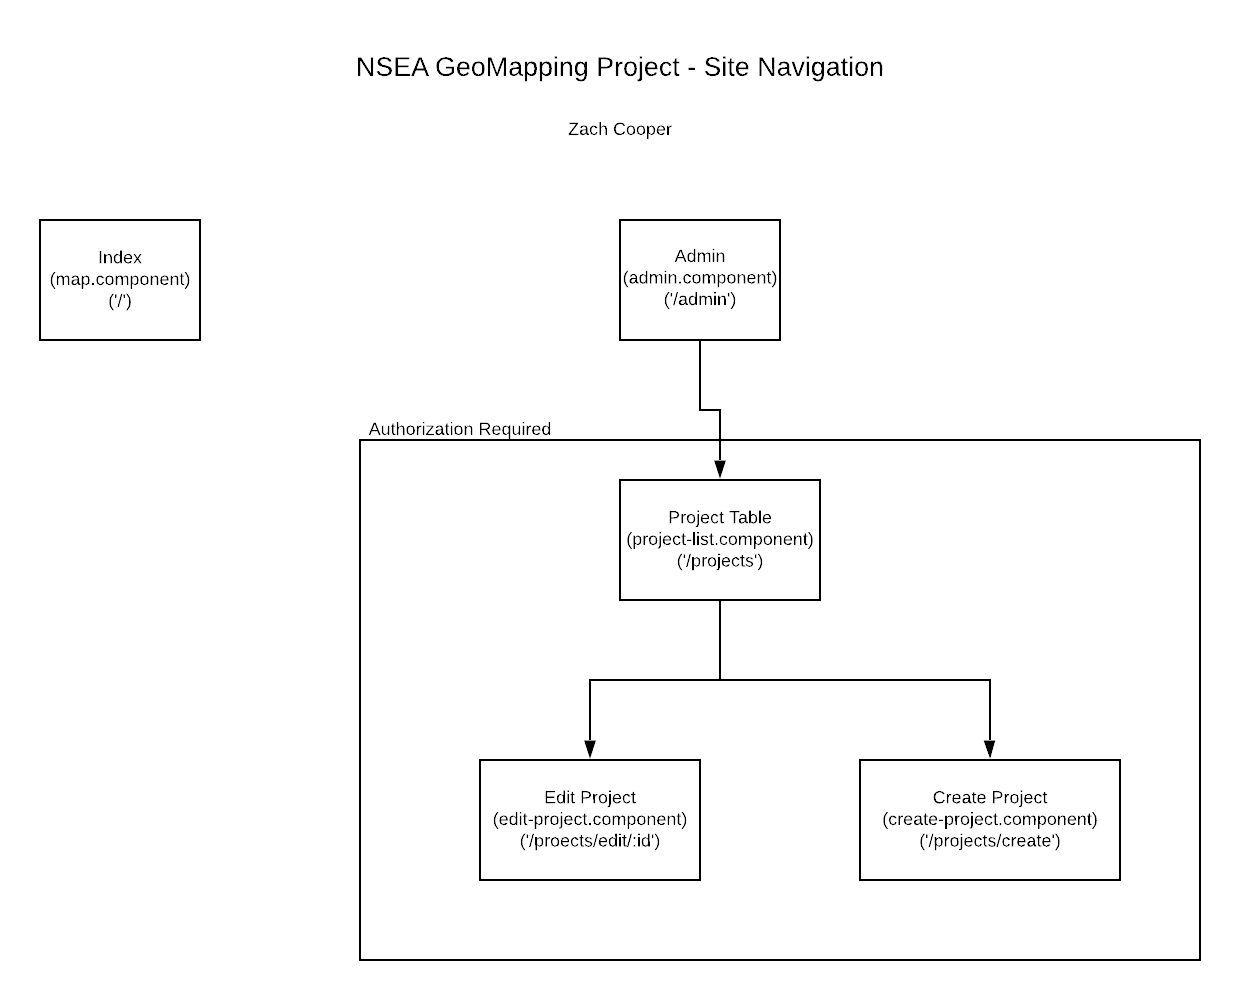 NSEA GeoMapping Project - Site Navigation
Zach Cooper
Index
(map.component)
('/')
Admin
(admin.component)
('/admin')
Authorization Required
Project Table
(project-list.component)
('/projects')
Edit Project
(edit-project.component)
('/proects/edit/:id')
Create Project
(create-project.component)
('/projects/create')